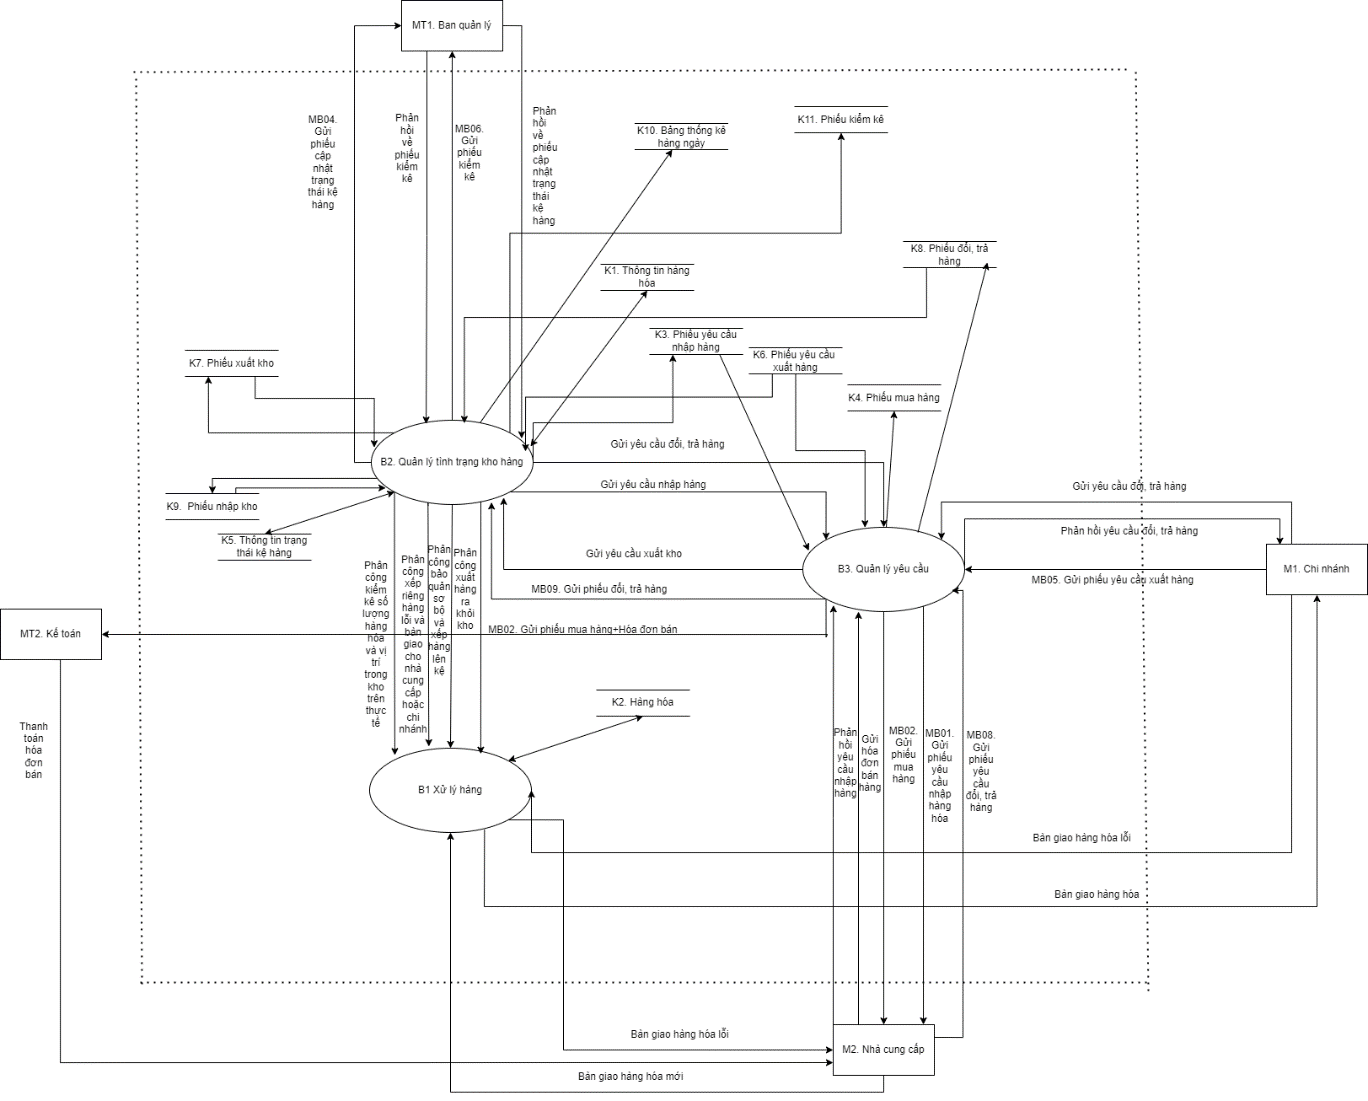 MT1. Ban quản lý
MB04.
Gửi
phiếu
cập
nhật
trạng
thái kệ
hàng
Phản
hồi
về
phiếu
kiểm
kê
MB06.
Gửi
phiếu
kiểm
kê
Phản
hồi
về
phiếu
cập
nhật
trạng
thái
kệ
hàng
K10. Bảng thống kê
hàng ngày
K11. Phiếu kiểm kê
K8. Phiếu đổi, trả
hàng
K1. Thông tin hàng
hóa
K3. Phiếu yêu cầu
nhập hàng
K6. Phiếu yêu cầu
xuất hàng
K7. Phiếu xuất kho
K4. Phiếu mua hàng
B2. Quản lý tình trạng kho hàng
Gửi yêu cầu đổi, trả hàng
Gửi yêu cầu nhập hàng
K9.  Phiếu nhập kho
K5. Thông tin trạng
thái kệ hàng
Gửi yêu cầu xuất kho
MB09. Gửi phiếu đổi, trả hàng
B3. Quản lý yêu cầu
Gửi yêu cầu đổi, trả hàng
Phản hồi yêu cầu đổi, trả hàng
MB05. Gửi phiếu yêu cầu xuất hàng
M1. Chi nhánh
MT2. Kế toán
MB02. Gửi phiếu mua hàng+Hóa đơn bán
Phân
công
kiểm
kê số
lượng
hàng
hóa
và vị
trí
trong
kho
trên
thực
tế
Phân
công
xếp
riêng
hàng
lỗi và
bàn
giao
cho
nhà
cung
cấp
hoặc
chi
nhánh
Phân
công
bảo
quản
sơ
bộ
và
xếp
hàng
lên
kệ
Phân
công
xuất
hàng
ra
khỏi
kho
K2. Hàng hóa
Thanh
toán
hóa
đơn
bán
B1 Xử lý hàng
Phản
hồi yêu
cầu
nhập
hàng
Gửi
hóa
đơn
bán
hàng
MB02.
Gửi
phiếu
mua
hàng
MB01.
Gửi
phiếu
yêu
cầu
nhập
hàng
hóa
MB08.
Gửi
phiếu
yêu
cầu
đổi, trả
hàng
Bàn giao hàng hóa lỗi
Bàn giao hàng hóa
Bàn giao hàng hóa lỗi
M2. Nhà cung cấp
Bàn giao hàng hóa mới